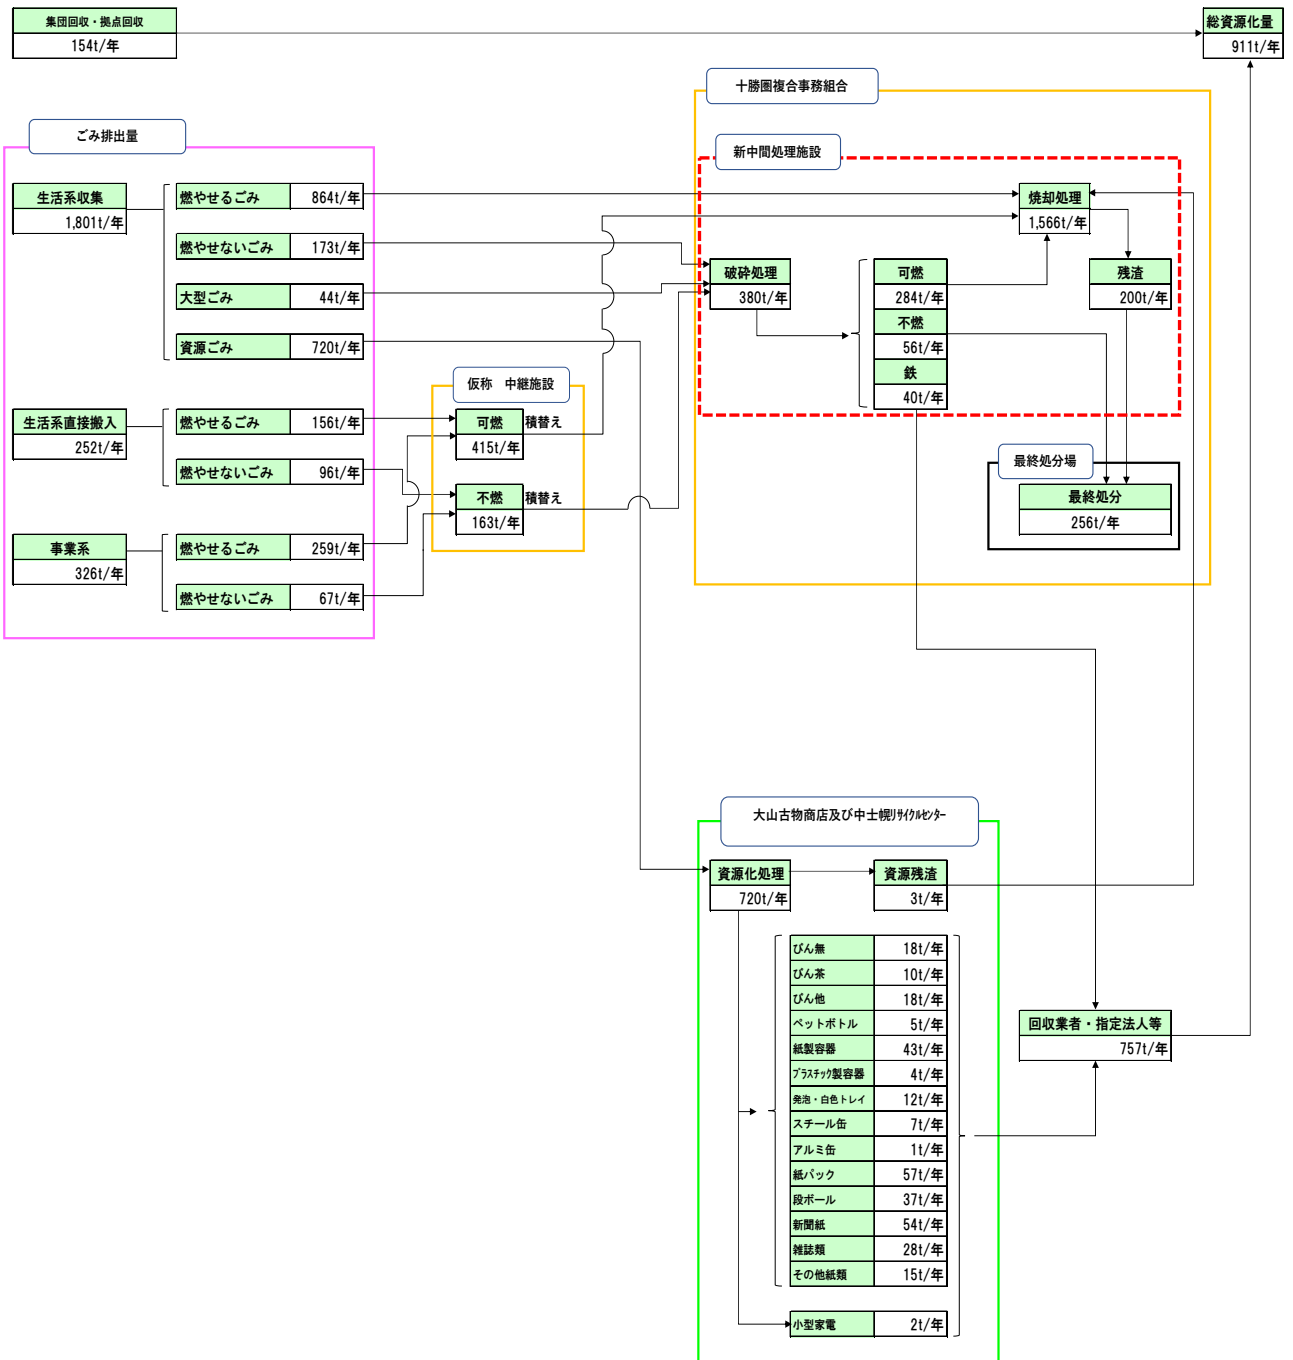 集団回収・拠点回収
154t/年
総資源化量
911t/年
十勝圏複合事務組合
ごみ排出量
新中間処理施設
生活系収集
1,801t/年
燃やせるごみ 864t/年
燃やせないごみ 173t/年
大型ごみ 44t/年
資源ごみ 720t/年
焼却処理
1,566t/年
破砕処理
380t/年
可燃
284t/年
不燃
56t/年
鉄
40t/年
残渣
200t/年
仮称 中継施設
生活系直接搬入
252t/年
燃やせるごみ 156t/年
燃やせないごみ 96t/年
可燃 積替え
415t/年
不燃 積替え
163t/年
最終処分場
最終処分
256t/年
事業系
326t/年
燃やせるごみ 259t/年
燃やせないごみ 67t/年
大山古物商店及び中士幌リサイクルセンター
資源化処理
720t/年
資源残渣
3t/年
びん無 18t/年
びん茶 10t/年
びん他 18t/年
ペットボトル 5t/年
紙製容器 43t/年
プラスチック製容器 4t/年
発泡・白色トレイ 12t/年
スチール缶 7t/年
アルミ缶 1t/年
紙パック 57t/年
段ボール 37t/年
新聞紙 54t/年
雑誌類 28t/年
その他紙類 15t/年
小型家電 2t/年
回収業者・指定法人等
757t/年